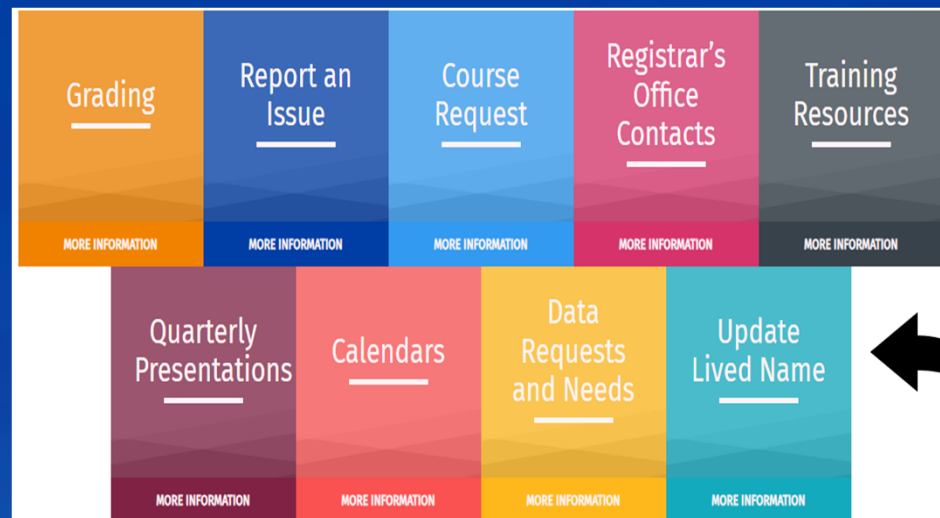 Grading
Report an
Issue
Course
Request
Registrar's
Office
Contacts
Training
Resources
MORE INFORMATION
MORE INFORMATION
MORE INFORMATION
MORE INFORMATION
MORE INFORMATION
Quarterly
Presentations
Calendars
Data
Requests
and Needs
Update
Lived Name
MORE INFORMATION
MORE INFORMATION
MORE INFORMATION
MORE INFORMATION